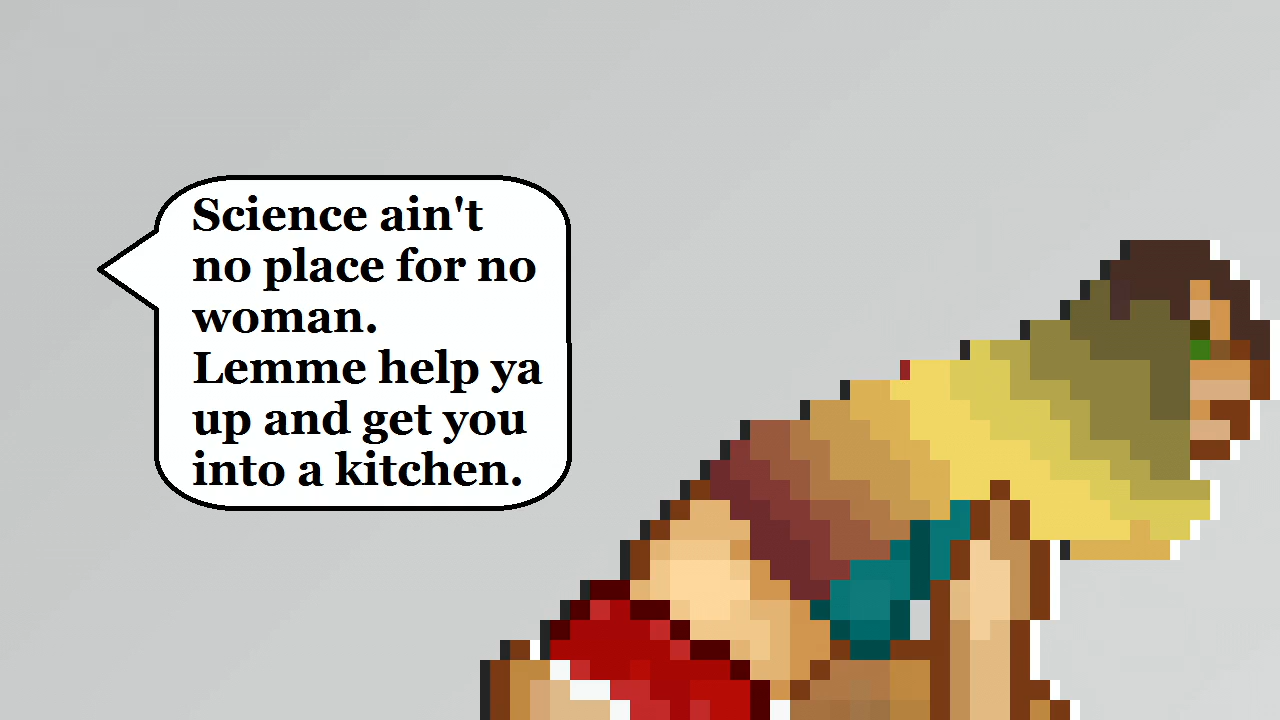 Science ain't
no place for no
woman.
Lemme help ya
up and get you
into a kitchen.